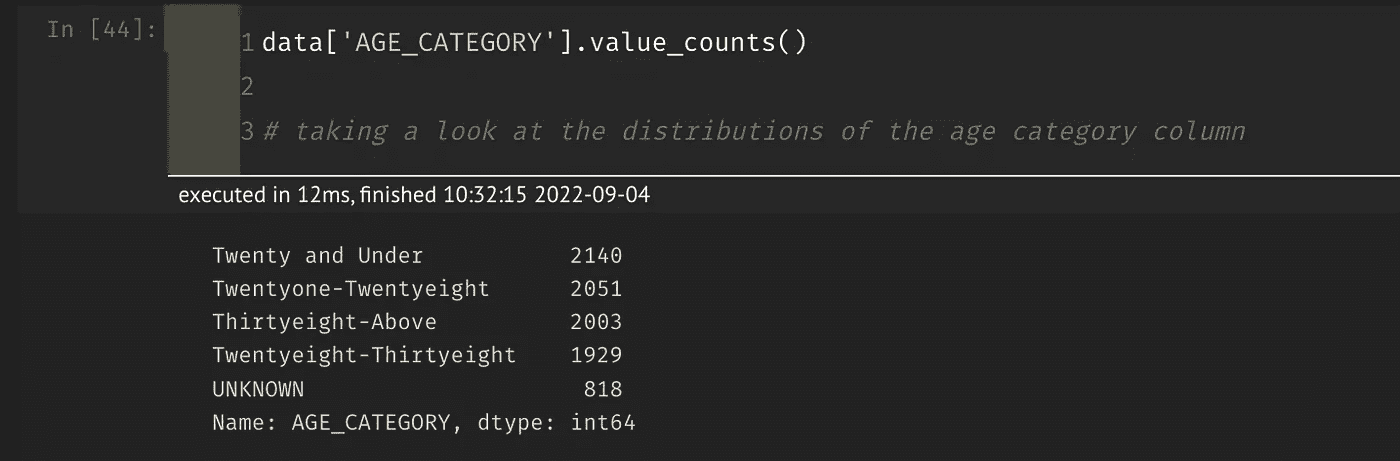 In [44]:
1 data['AGE_CATEGORY'].value_counts()
2
3 # taking a look at the distributions of the age category column
executed in 12ms, finished 10:32:15 2022-09-04
Twenty and Under 2140
Twentyone-Twentyeight 2051
Thirtyeight-Above 2003
Twentyeight-Thirtyeight 1929
UNKNOWN 818
Name: AGE_CATEGORY, dtype: int64